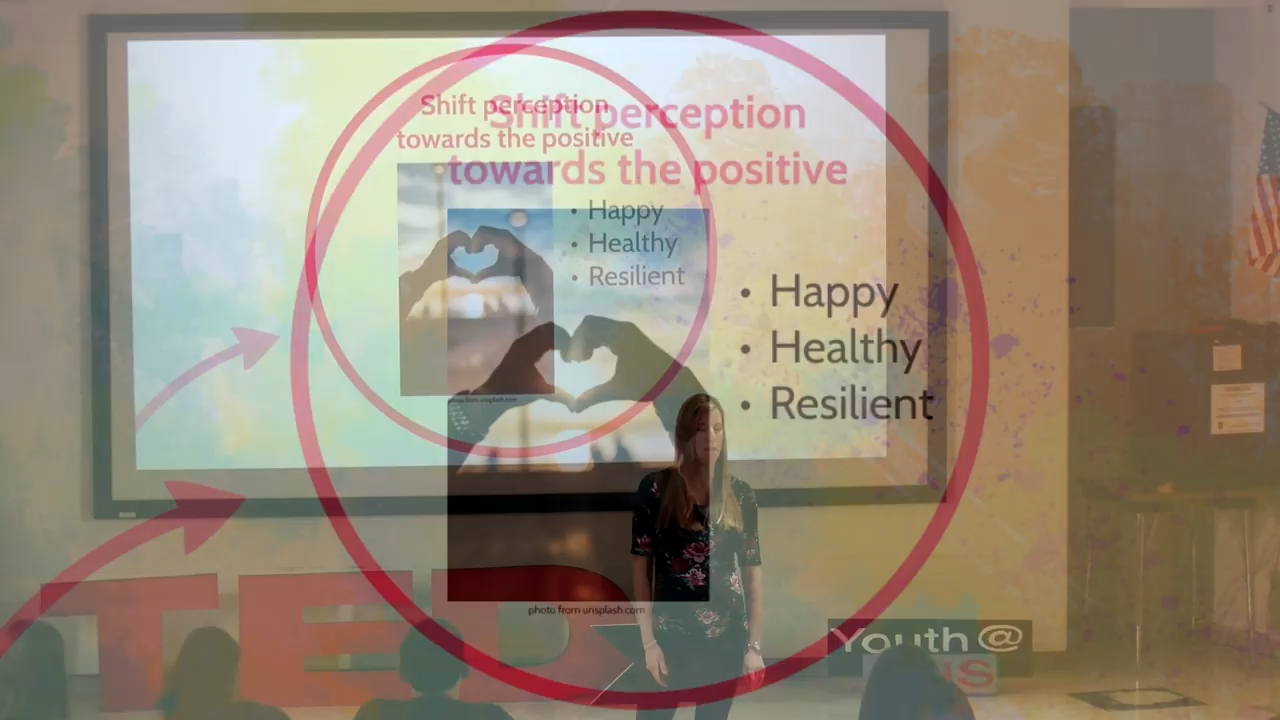 Shift perception
towards the positive
• Happy
• Healthy
• Resilient
photo from unsplash.com
Shift perception
towards the positive
• Happy
• Healthy
• Resilient
photo from unsplash.com
TED
Youth@